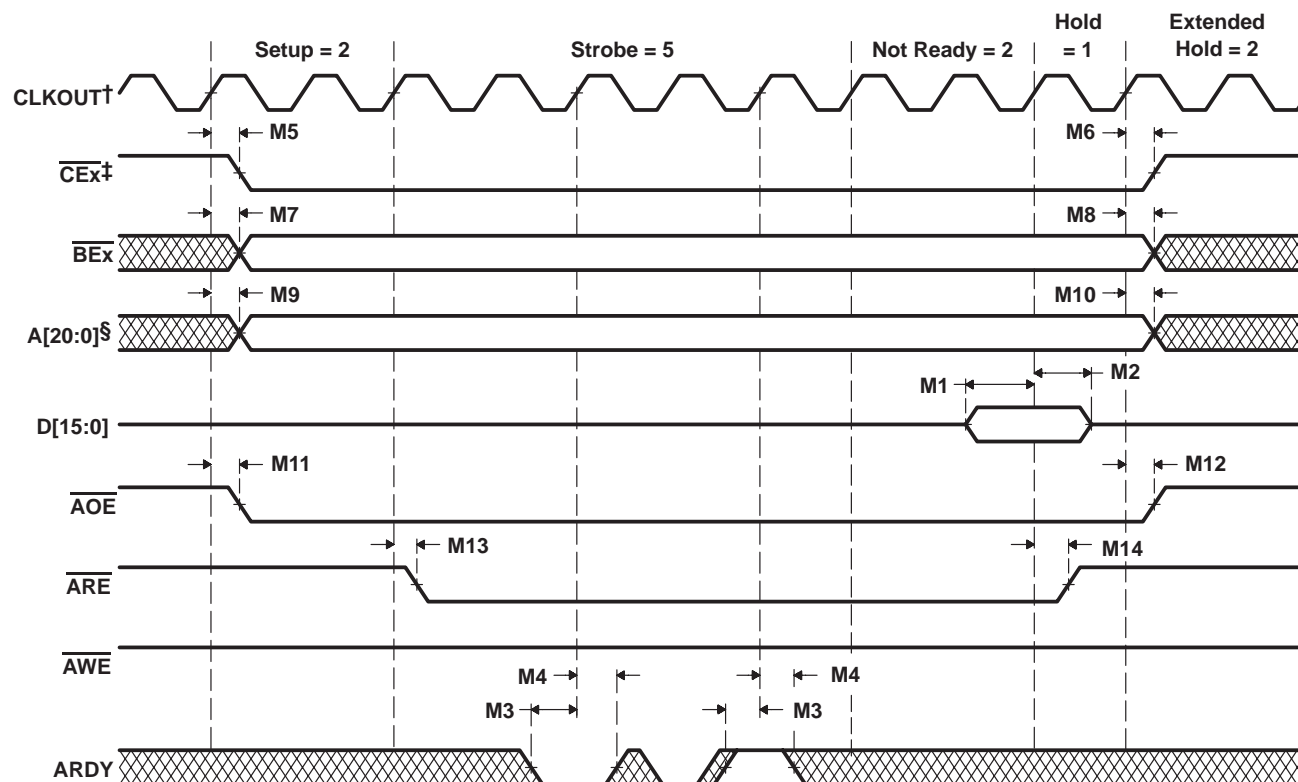 Setup = 2
Strobe = 5
Not Ready = 2
Hold
= 1
Extended
Hold = 2
CLKOUT†
M5
M6
CEx‡
M7
M8
BEx
M9
M10
A[20:0]§
M1
M2
D[15:0]
M11
M12
AOE
M13
M14
ARE
AWE
M4
M4
M3
M3
ARDY